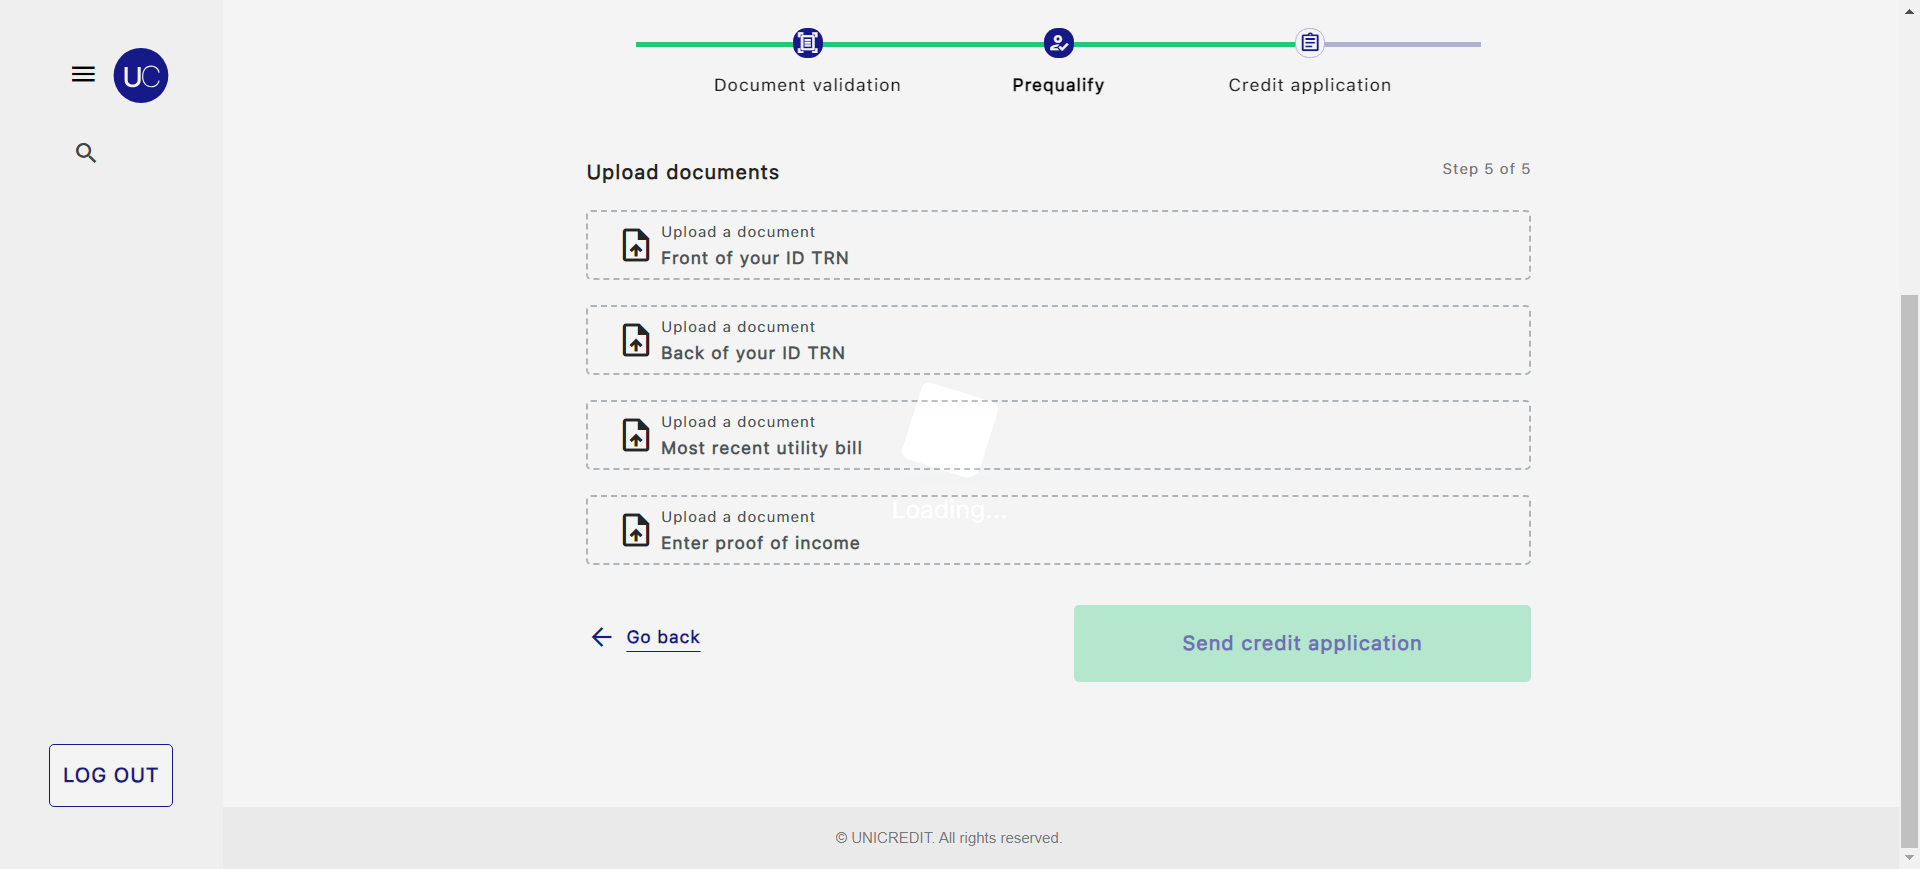 UC
Document validation
Prequalify
Credit application
Upload documents
Step 5 of 5
Upload a document
Front of your ID TRN
Upload a document
Back of your ID TRN
Upload a document
Most recent utility bill
Loading...
Upload a document
Enter proof of income
Go back
Send credit application
LOG OUT
© UNICREDIT. All rights reserved.